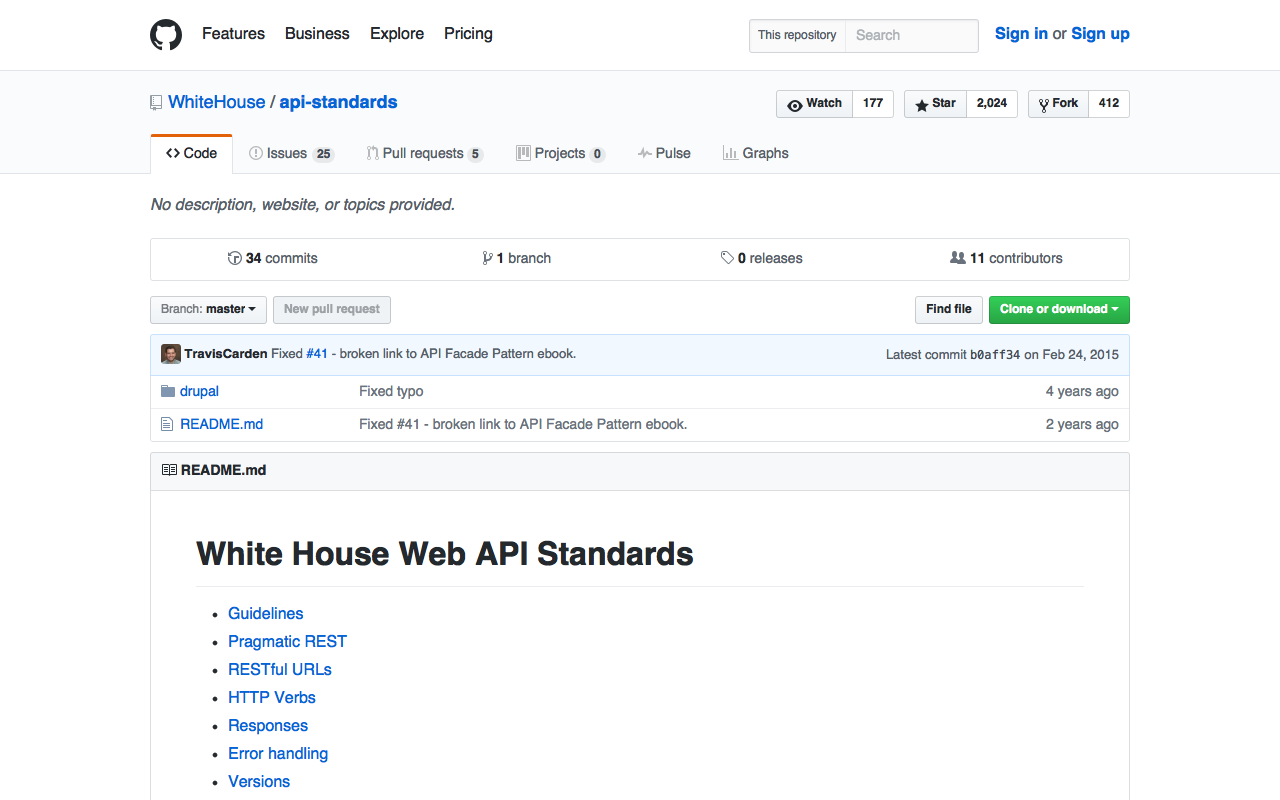 Features Business Explore Pricing This repository Search Sign in or Sign up
WhiteHouse / api-standards Watch 177 Star 2,024 Fork 412
Code Issues 25 Pull requests 5 Projects 0 Pulse Graphs
No description, website, or topics provided.
34 commits 1 branch 0 releases 11 contributors
Branch: master New pull request Find file Clone or download
TravisCarden Fixed #41 - broken link to API Facade Pattern ebook. Latest commit b0aff34 on Feb 24, 2015
drupal Fixed typo 4 years ago
README.md Fixed #41 - broken link to API Facade Pattern ebook. 2 years ago
README.md
White House Web API Standards
• Guidelines
• Pragmatic REST
• RESTful URLs
• HTTP Verbs
• Responses
• Error handling
• Versions